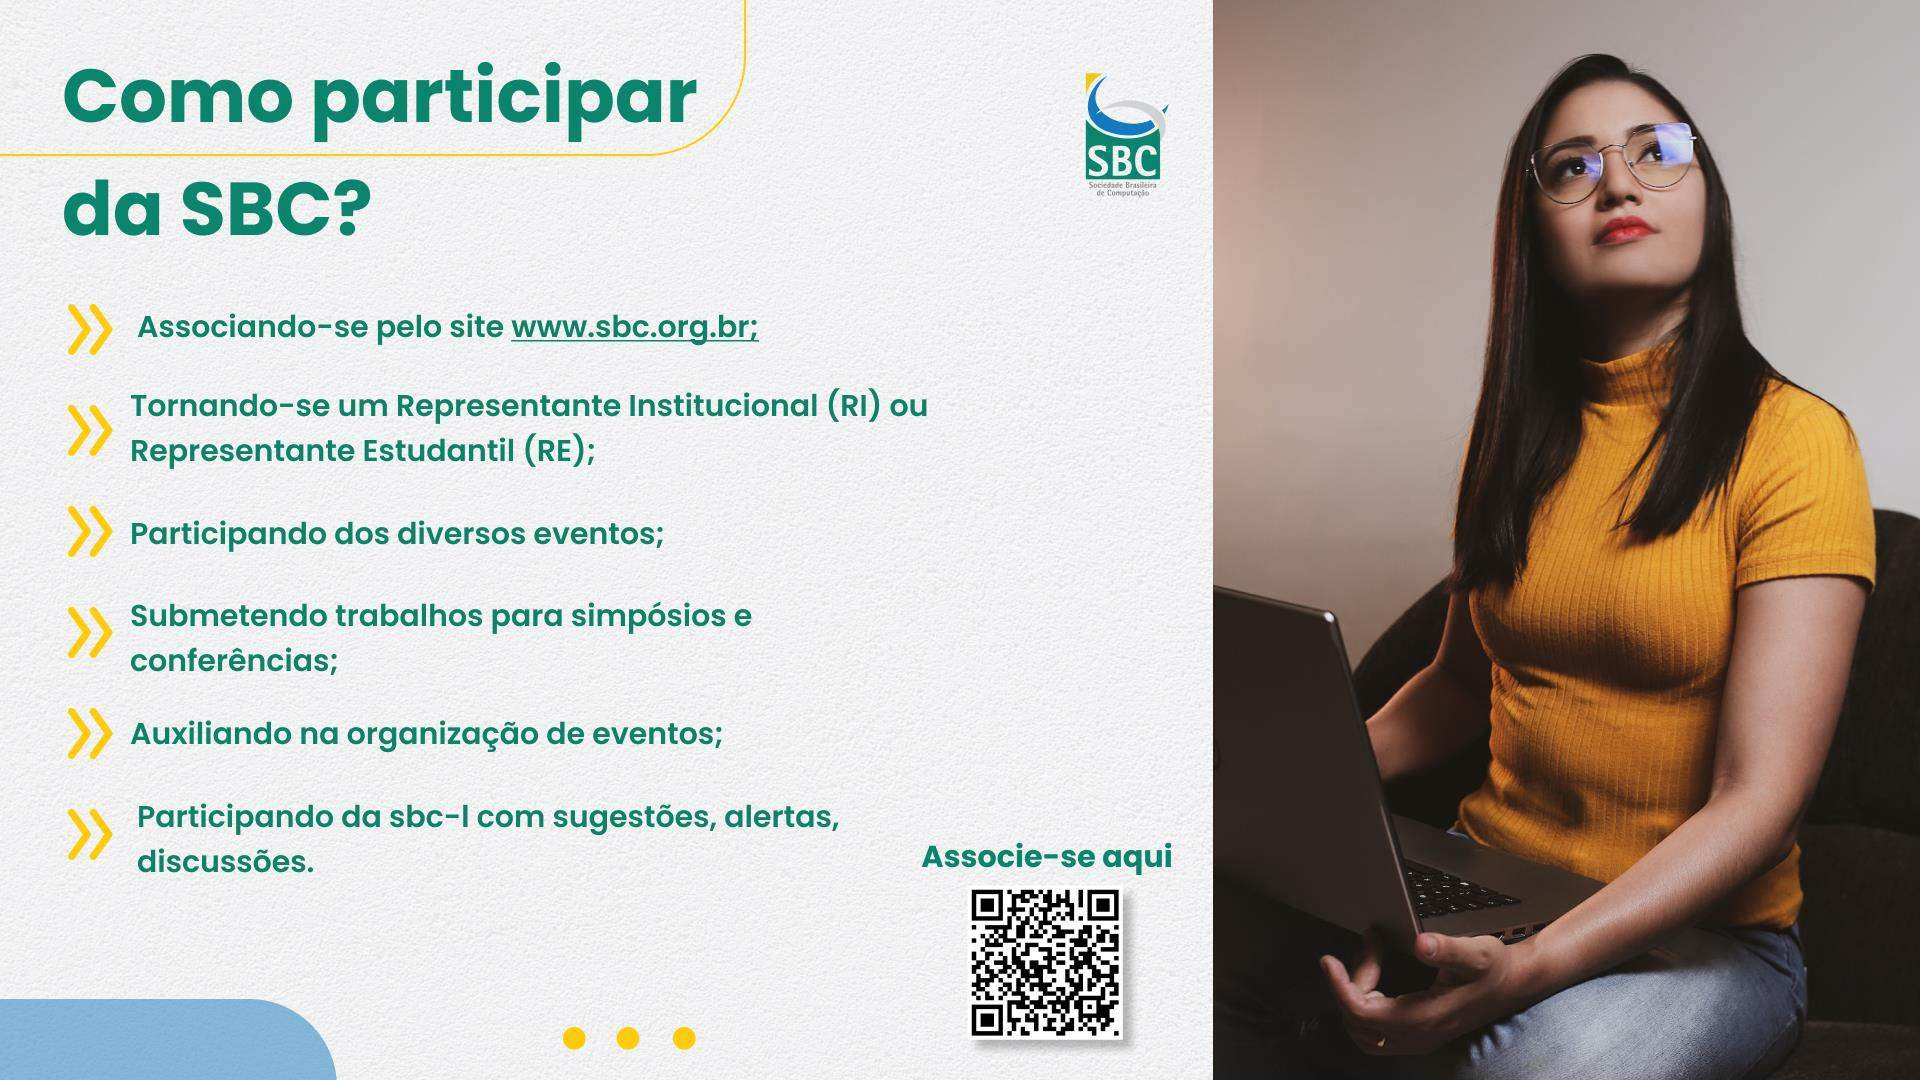 Como participar
da SBC?
SBC
Sociedade Brasileira
de Computação
Associando-se pelo site www.sbc.org.br;
Tornando-se um Representante Institucional (RI) ou
Representante Estudantil (RE);
Participando dos diversos eventos;
Submetendo trabalhos para simpósios e
conferências;
Auxiliando na organização de eventos;
Participando da sbc-l com sugestões, alertas,
discussões.
Associe-se aqui